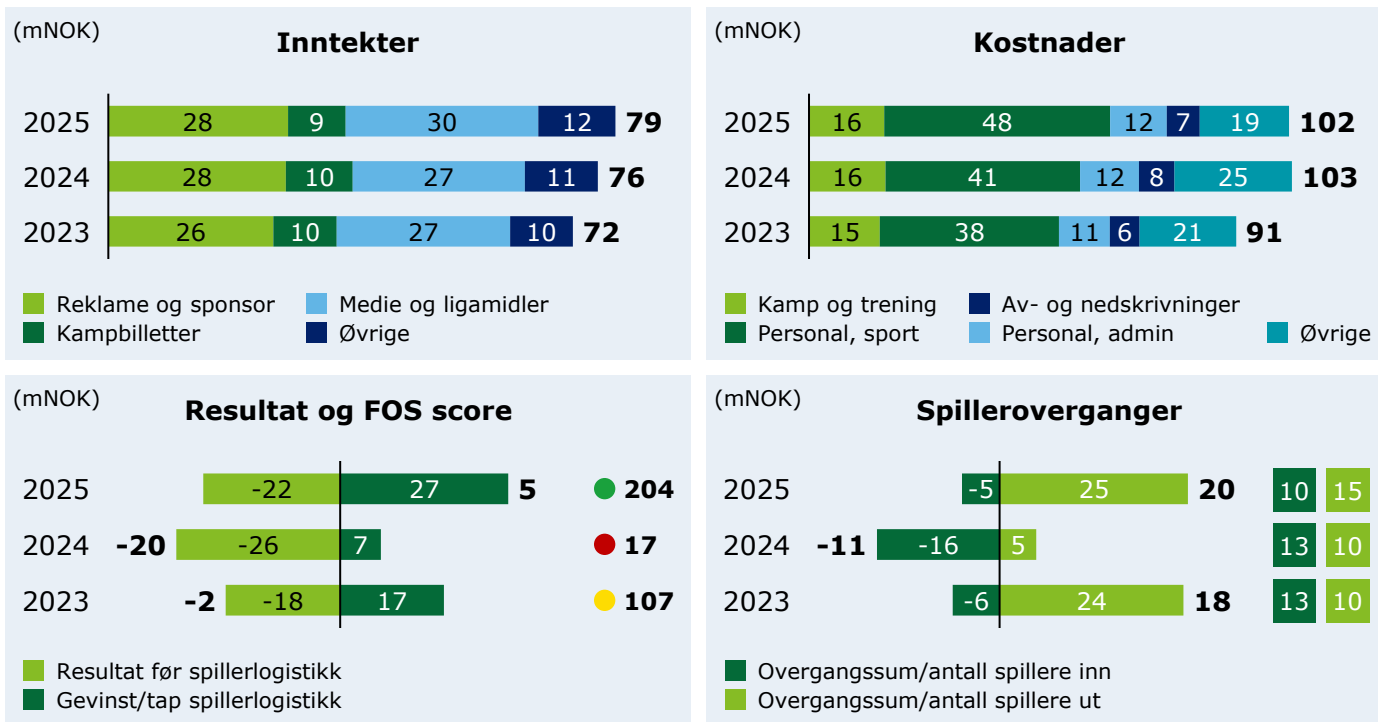 (mNOK)
Inntekter
2025 28 9 30 12 79
2024 28 10 27 11 76
2023 26 10 27 10 72
Reklame og sponsor Medie og ligamidler
Kampbilletter Øvrige
(mNOK)
Kostnader
2025 16 48 12 7 19 102
2024 16 41 12 8 25 103
2023 15 38 11 6 21 91
Kamp og trening Av- og nedskrivninger
Personal, sport Personal, admin Øvrige
(mNOK)
Resultat og FOS score
2025 -22 27 5 204
2024 -20 -26 7 17
2023 -2 -18 17 107
Resultat før spillerlogistikk
Gevinst/tap spillerlogistikk
(mNOK)
Spilleroverganger
2025 -5 25 20 10 15
2024 -11 -16 5 13 10
2023 -6 24 18 13 10
Overgangssum/antall spillere inn
Overgangssum/antall spillere ut